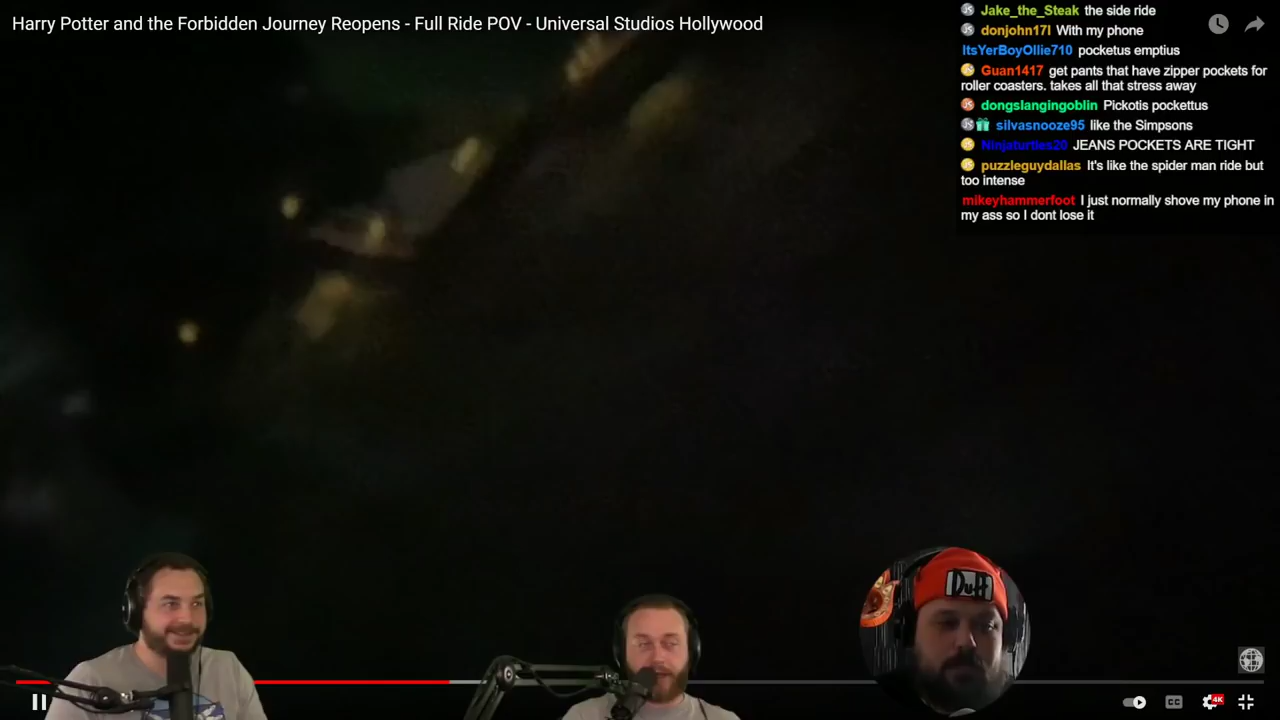 Harry Potter and the Forbidden Journey Reopens - Full Ride POV - Universal Studios Hollywood
Jake_the_Steak the side ride
donjohn17l With my phone
ItsYerBoyOllie710 pocketus emptius
Guan1417 get pants that have zipper pockets for
roller coasters. takes all that stress away
dongslangingoblin Pickotis pockettus
silvasnooze95 like the Simpsons
Ninjaturtles20 JEANS POCKETS ARE TIGHT
puzzleguydallas It's like the spider man ride but
too intense
mikeyhammerfoot I just normally shove my phone in
my ass so I dont lose it
Duff
CC
4K